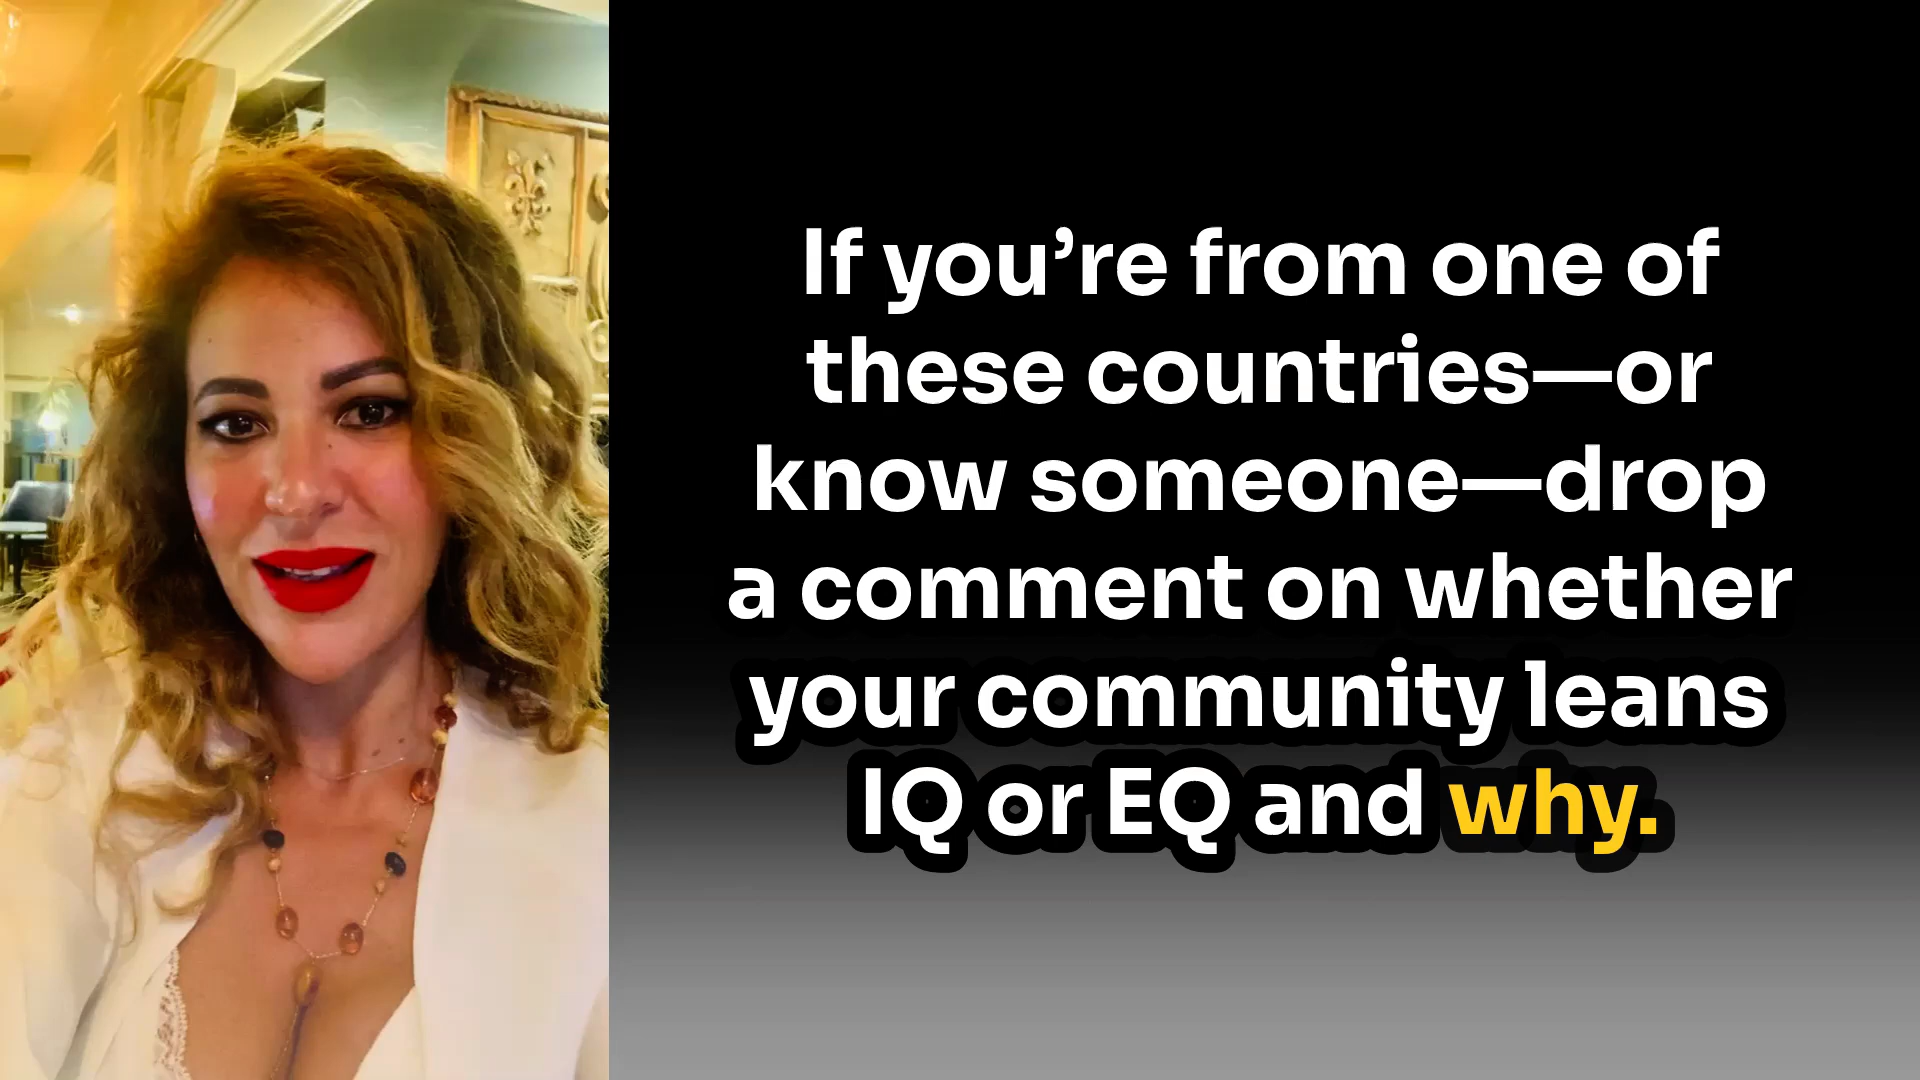 If you’re from one of
these countries—or
know someone—drop
a comment on whether
your community leans
IQ or EQ and why.